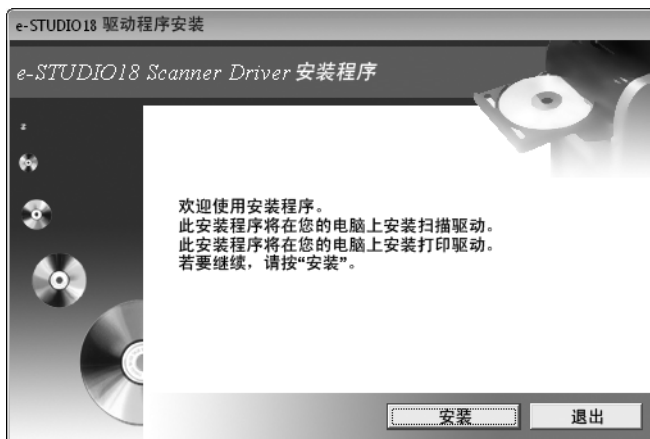 e-STUDIO18 驱动程序安装
e-STUDIO18 Scanner Driver 安装程序
欢迎使用安装程序。
此安装程序将在您的电脑上安装扫描驱动。
此安装程序将在您的电脑上安装打印驱动。
若要继续，请按“安装”。
安装 退出